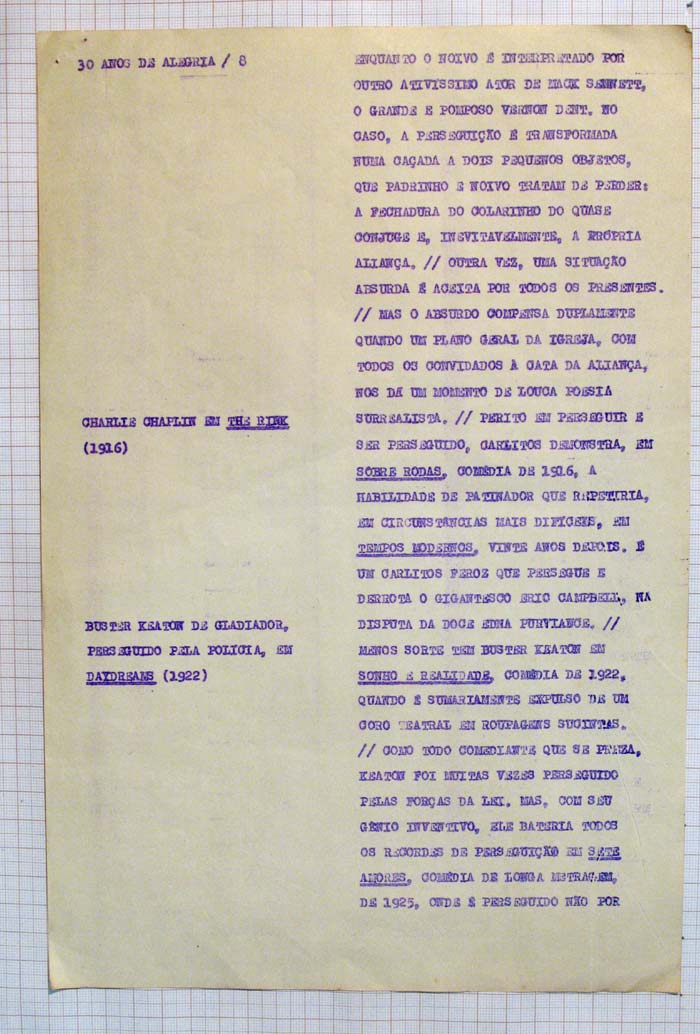 30 ANOS DE ALEGRIA / 8
CHARLIE CHAPLIN EM THE RINK
(1916)
BUSTER KEATON DE GLADIADOR,
PERSEGUIDO PELA POLICIA, EM
DAYDREAMS (1922)
ENQUANTO O NOIVO É INTERPRETADO POR
OUTRO ATIVÍSSIMO ATOR DE MACK SENNETT,
O GRANDE E POMPOSO VERNON DENT. NO
CASO, A PERSEGUIÇÃO É TRANSFORMADA
NUMA CAÇADA A DOIS PEQUENOS OBJETOS,
QUE PADRINHO E NOIVO TRATAM DE PERDER:
A FECHADURA DO COLARINHO DO QUASE
CONJUGE E, INEVITAVELMENTE, A PRÓPRIA
ALIANÇA. // OUTRA VEZ, UMA SITUAÇÃO
ABSURDA É ACEITA POR TODOS OS PRESENTES.
// MAS O ABSURDO COMPENSA DUPLAMENTE
QUANDO UM PLANO GERAL DA IGREJA, COM
TODOS OS CONVIDADOS À CATA DA ALIANÇA,
NOS DÁ UM MOMENTO DE LOUCA POESIA
SURREALISTA. // PERITO EM PERSEGUIR E
SER PERSEGUIDO, CARLITOS DEMONSTRA, EM
SÔBRE RODAS, COMÉDIA DE 1916, A
HABILIDADE DE PATINADOR QUE REPETIRIA,
EM CIRCUNSTÂNCIAS MAIS DIFÍCEIS, EM
TEMPOS MODERNOS, VINTE ANOS DEPOIS. É
UM CARLITOS FEROZ QUE PERSEGUE E
DERROTA O GIGANTESCO ERIC CAMPBELL, NA
DISPUTA DA DOCE EDNA PURVIANCE. //
MENOS SORTE TEM BUSTER KEATON EM
SONHO E REALIDADE, COMÉDIA DE 1922,
QUANDO É SUMARIAMENTE EXPULSO DE UM
CORO TEATRAL EM ROUPAGENS SUCINTAS.
// COMO TODO COMEDIANTE QUE SE PREZA,
KEATON FOI MUITAS VEZES PERSEGUIDO
PELAS FORÇAS DA LEI. MAS, COM SEU
GÊNIO INVENTIVO, ELE BATERIA TODOS
OS RECORDES DE PERSEGUIÇÃO EM SETE
AMORES, COMÉDIA DE LONGA METRAGEM,
DE 1925, ONDE É PERSEGUIDO NÃO POR